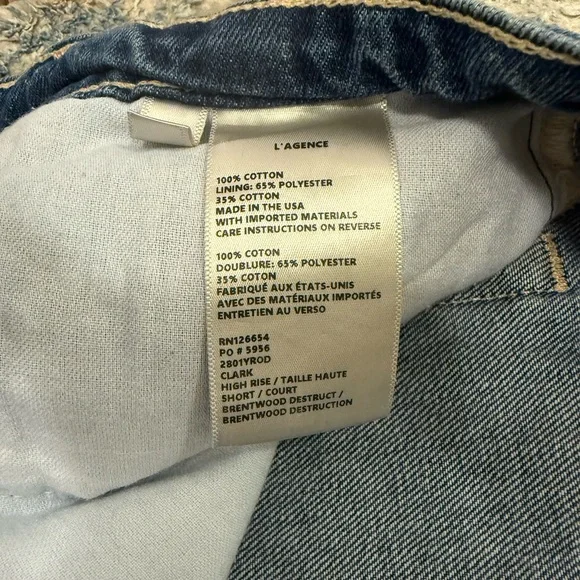 L'AGENCE
100% COTTON
LINING: 65% POLYESTER
35% COTTON
MADE IN THE USA
WITH IMPORTED MATERIALS
CARE INSTRUCTIONS ON REVERSE
100% COTON
DOUBLURE: 65% POLYESTER
35% COTON
FABRIQUÉ AUX ÉTATS-UNIS
AVEC DES MATÉRIAUX IMPORTÉS
ENTRETIEN AU VERSO
RN126654
PO # 5956
2801YROD
CLARK
HIGH RISE / TAILLE HAUTE
SHORT / COURT
BRENTWOOD DESTRUCT /
BRENTWOOD DESTRUCTION